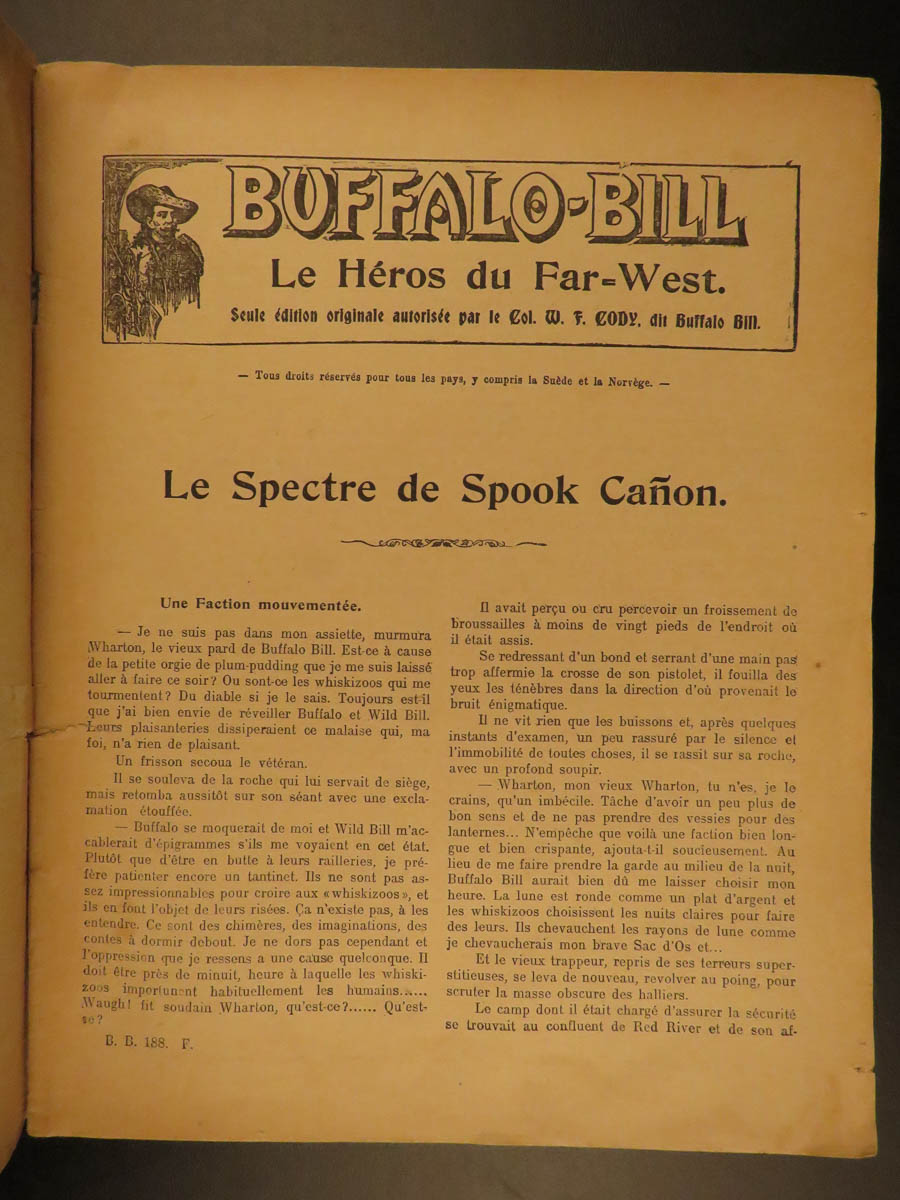 BUFFALO-BILL
Le Héros du Far=West.
Seule édition originale autorisée par le Col. W. F. CODY, dit Buffalo Bill.
— Tous droits réservés pour tous les pays, y compris la Suède et la Norvège. —
Le Spectre de Spook Cañon.
Une Faction mouvementée.
— Je ne suis pas dans mon assiette, murmura
Wharton, le vieux pard de Buffalo Bill. Est-ce à cause
de la petite orgie de plum-pudding que je me suis laissé
aller à faire ce soir? Ou sont-ce les whiskizoos qui me
tourmentent? Du diable si je le sais. Toujours est-il
que j'ai bien envie de réveiller Buffalo et Wild Bill.
Leurs plaisanteries dissiperaient ce malaise qui, ma
foi, n'a rien de plaisant.
Un frisson secoua le vétéran.
Il se souleva de la roche qui lui servait de siège,
mais retomba aussitôt sur son séant avec une excla-
mation étouffée.
— Buffalo se moquerait de moi et Wild Bill m'ac-
cablerait d'épigrammes s'ils me voyaient en cet état.
Plutôt que d'être en butte à leurs railleries, je pré-
fère patienter encore un tantinet. Ils ne sont pas as-
sez impressionnables pour croire aux «whiskizoos», et
ils en font l'objet de leurs risées. Ça n'existe pas, à les
entendre. Ce sont des chimères, des imaginations, des
contes à dormir debout. Je ne dors pas cependant et
l'oppression que je ressens a une cause quelconque. Il
doit être près de minuit, heure à laquelle les whiski-
zoos importunent habituellement les humains......
Waugh! fit soudain Wharton, qu'est-ce?...... Qu'est-
ce?
B. B. 188. F.
Il avait perçu ou cru percevoir un froissement de
broussailles à moins de vingt pieds de l'endroit où
il était assis.
Se redressant d'un bond et serrant d'une main pas
trop affermie la crosse de son pistolet, il fouilla des
yeux les ténèbres dans la direction d'où provenait le
bruit énigmatique.
Il ne vit rien que les buissons et, après quelques
instants d'examen, un peu rassuré par le silence et
l'immobilité de toutes choses, il se rassit sur sa roche,
avec un profond soupir.
— Wharton, mon vieux Wharton, tu n'es, je le
crains, qu'un imbécile. Tâche d'avoir un peu plus de
bon sens et de ne pas prendre des vessies pour des
lanternes... N'empêche que voilà une faction bien lon-
gue et bien crispante, ajouta-t-il soucieusement. Au
lieu de me faire prendre la garde au milieu de la nuit,
Buffalo Bill aurait bien dû me laisser choisir mon
heure. La lune est ronde comme un plat d'argent et
les whiskizoos choisissent les nuits claires pour faire
des leurs. Ils chevauchent les rayons de lune comme
je chevaucherais mon brave Sac d'Os et...
Et le vieux trappeur, repris de ses terreurs super-
stitieuses, se leva de nouveau, revolver au poing, pour
scruter la masse obscure des halliers.
Le camp dont il était chargé d'assurer la sécurité
se trouvait au confluent de Red River et de son af-